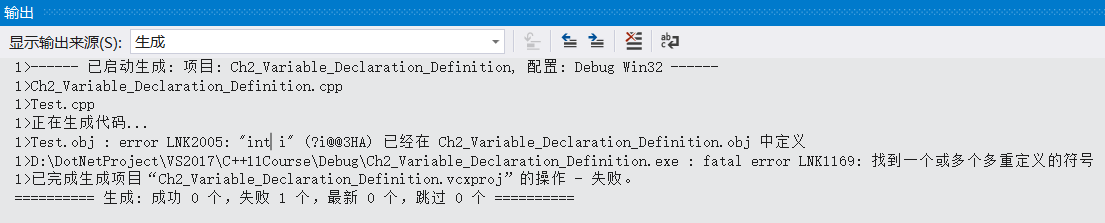 输出
显示输出来源(S): 生成
1>------ 已启动生成: 项目: Ch2_Variable_Declaration_Definition, 配置: Debug Win32 ------
1>Ch2_Variable_Declaration_Definition.cpp
1>Test.cpp
1>正在生成代码...
1>Test.obj : error LNK2005: "int i" (?i@@3HA) 已经在 Ch2_Variable_Declaration_Definition.obj 中定义
1>D:\DotNetProject\VS2017\C++11Course\Debug\Ch2_Variable_Declaration_Definition.exe : fatal error LNK1169: 找到一个或多个多重定义的符号
1>已完成生成项目“Ch2_Variable_Declaration_Definition.vcxproj”的操作 - 失败。
========== 生成: 成功 0 个，失败 1 个，最新 0 个，跳过 0 个 ==========